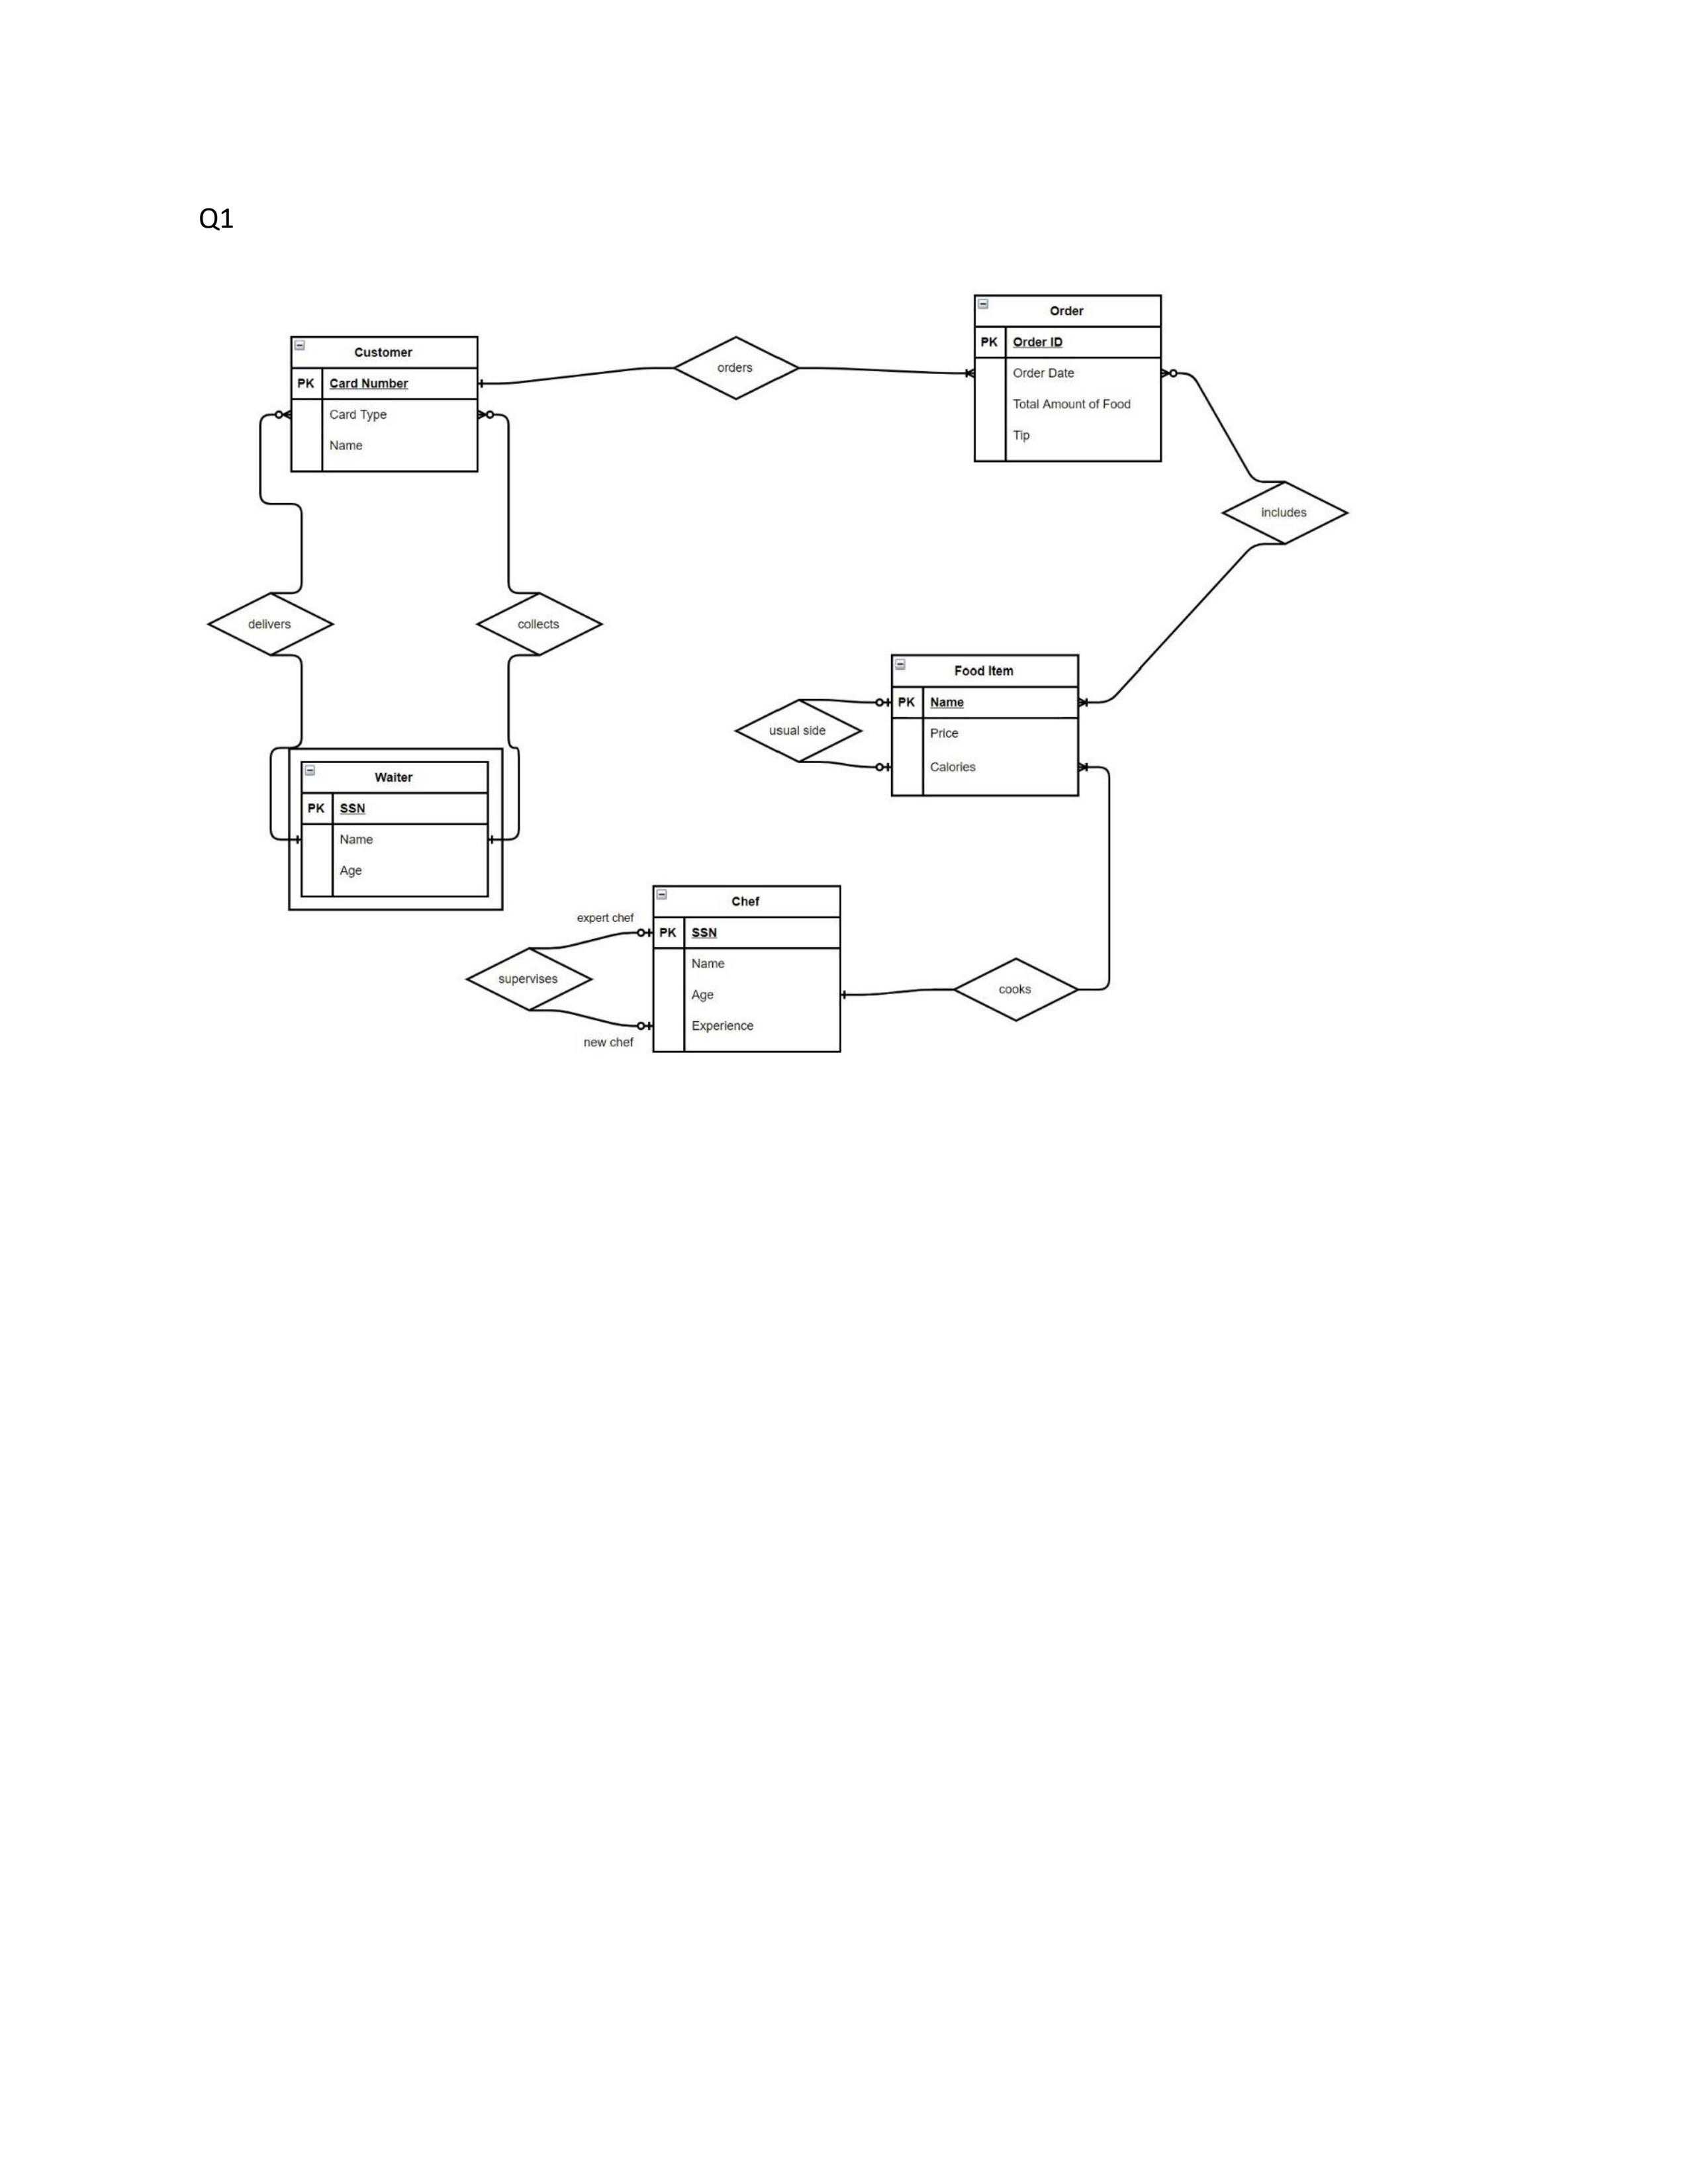 Q1
Customer
PK Card Number
Card Type
Name
orders
Order
PK Order ID
Order Date
Total Amount of Food
Tip
includes
delivers
collects
Waiter
PK SSN
Name
Age
Food Item
PK Name
Price
Calories
usual side
Chef
PK SSN
Name
Age
Experience
expert chef
supervises
new chef
cooks